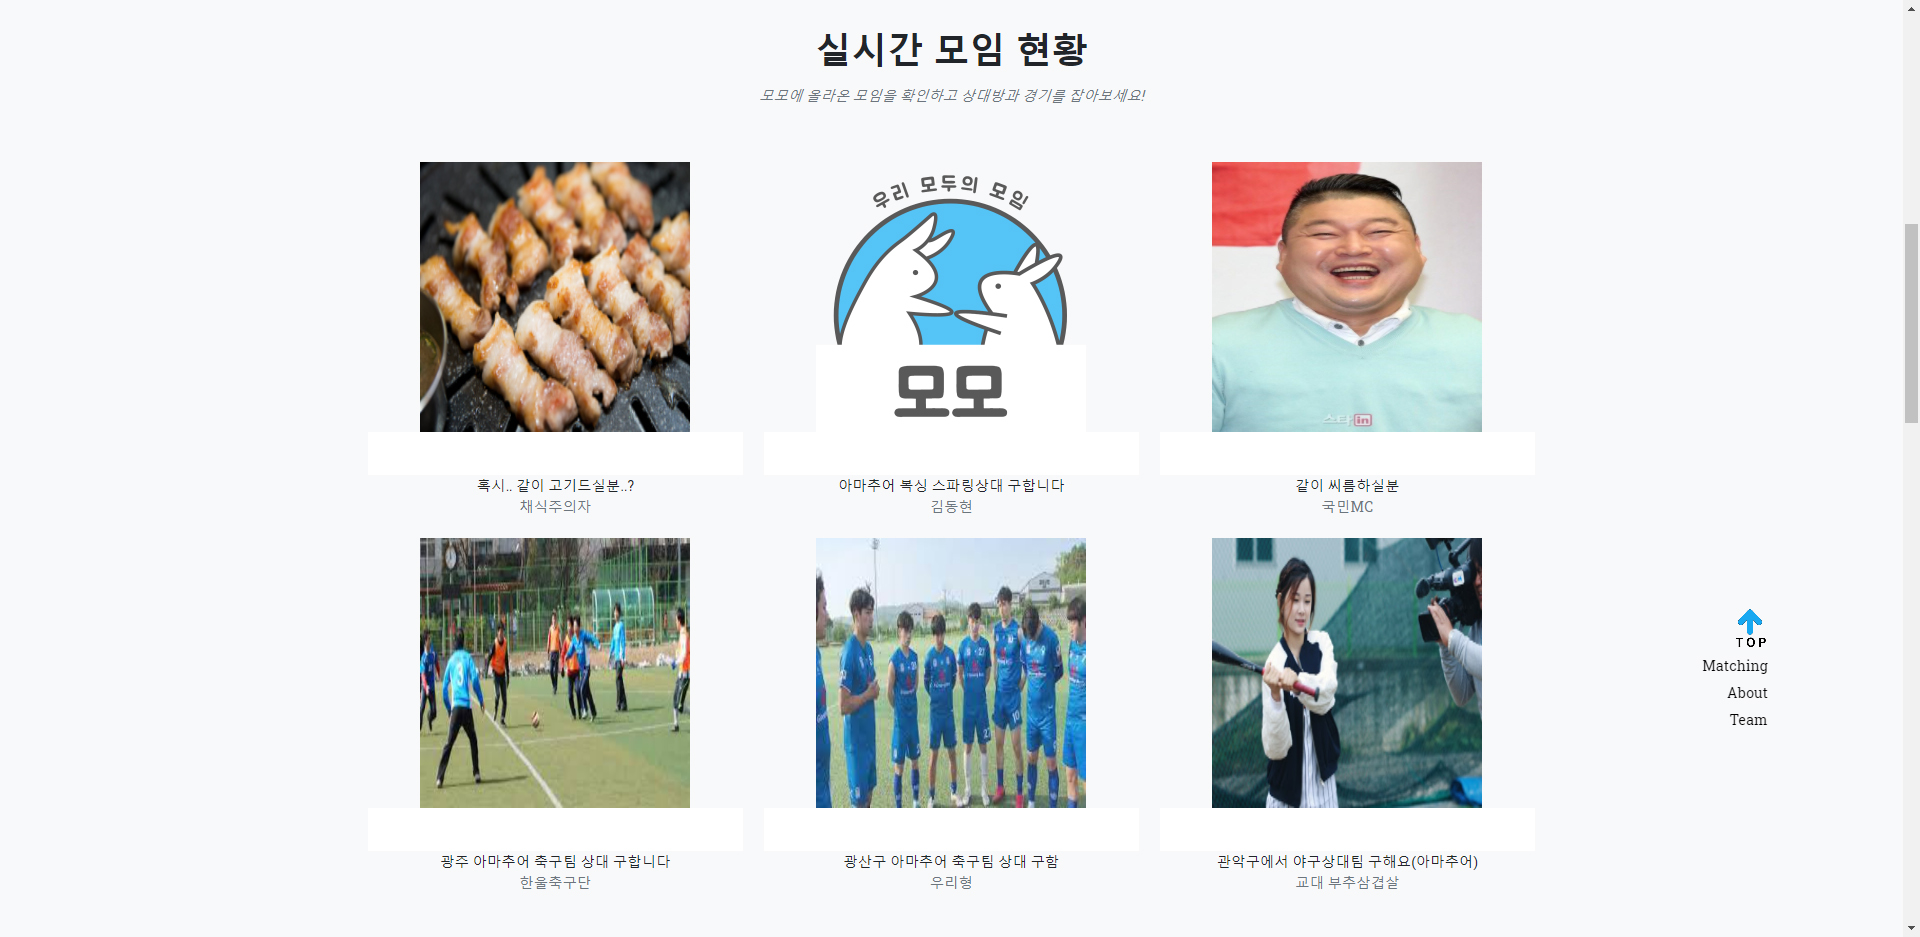 실시간 모임 현황
모모에 올라온 모임을 확인하고 상대방과 경기를 잡아보세요!
우리 모두의 모임
모모
스타in
혹시.. 같이 고기드실분..?
채식주의자
아마추어 복싱 스파링상대 구합니다
김동현
같이 씨름하실분
국민MC
TOP
Matching
About
Team
광주 아마추어 축구팀 상대 구합니다
한울축구단
광산구 아마추어 축구팀 상대 구함
우리형
관악구에서 야구상대팀 구해요(아마추어)
교대 부추삼겹살